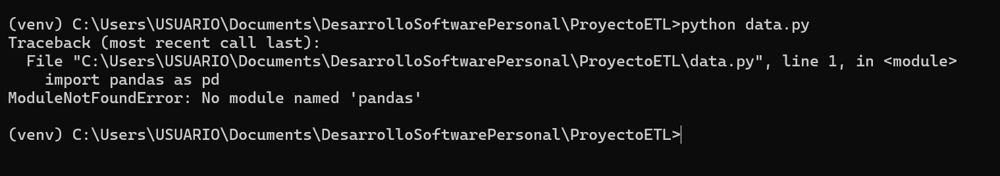 (venv) C:\Users\USUARIO\Documents\DesarrolloSoftwarePersonal\ProyectoETL>python data.py
Traceback (most recent call last):
  File "C:\Users\USUARIO\Documents\DesarrolloSoftwarePersonal\ProyectoETL\data.py", line 1, in <module>
    import pandas as pd
ModuleNotFoundError: No module named 'pandas'
(venv) C:\Users\USUARIO\Documents\DesarrolloSoftwarePersonal\ProyectoETL>